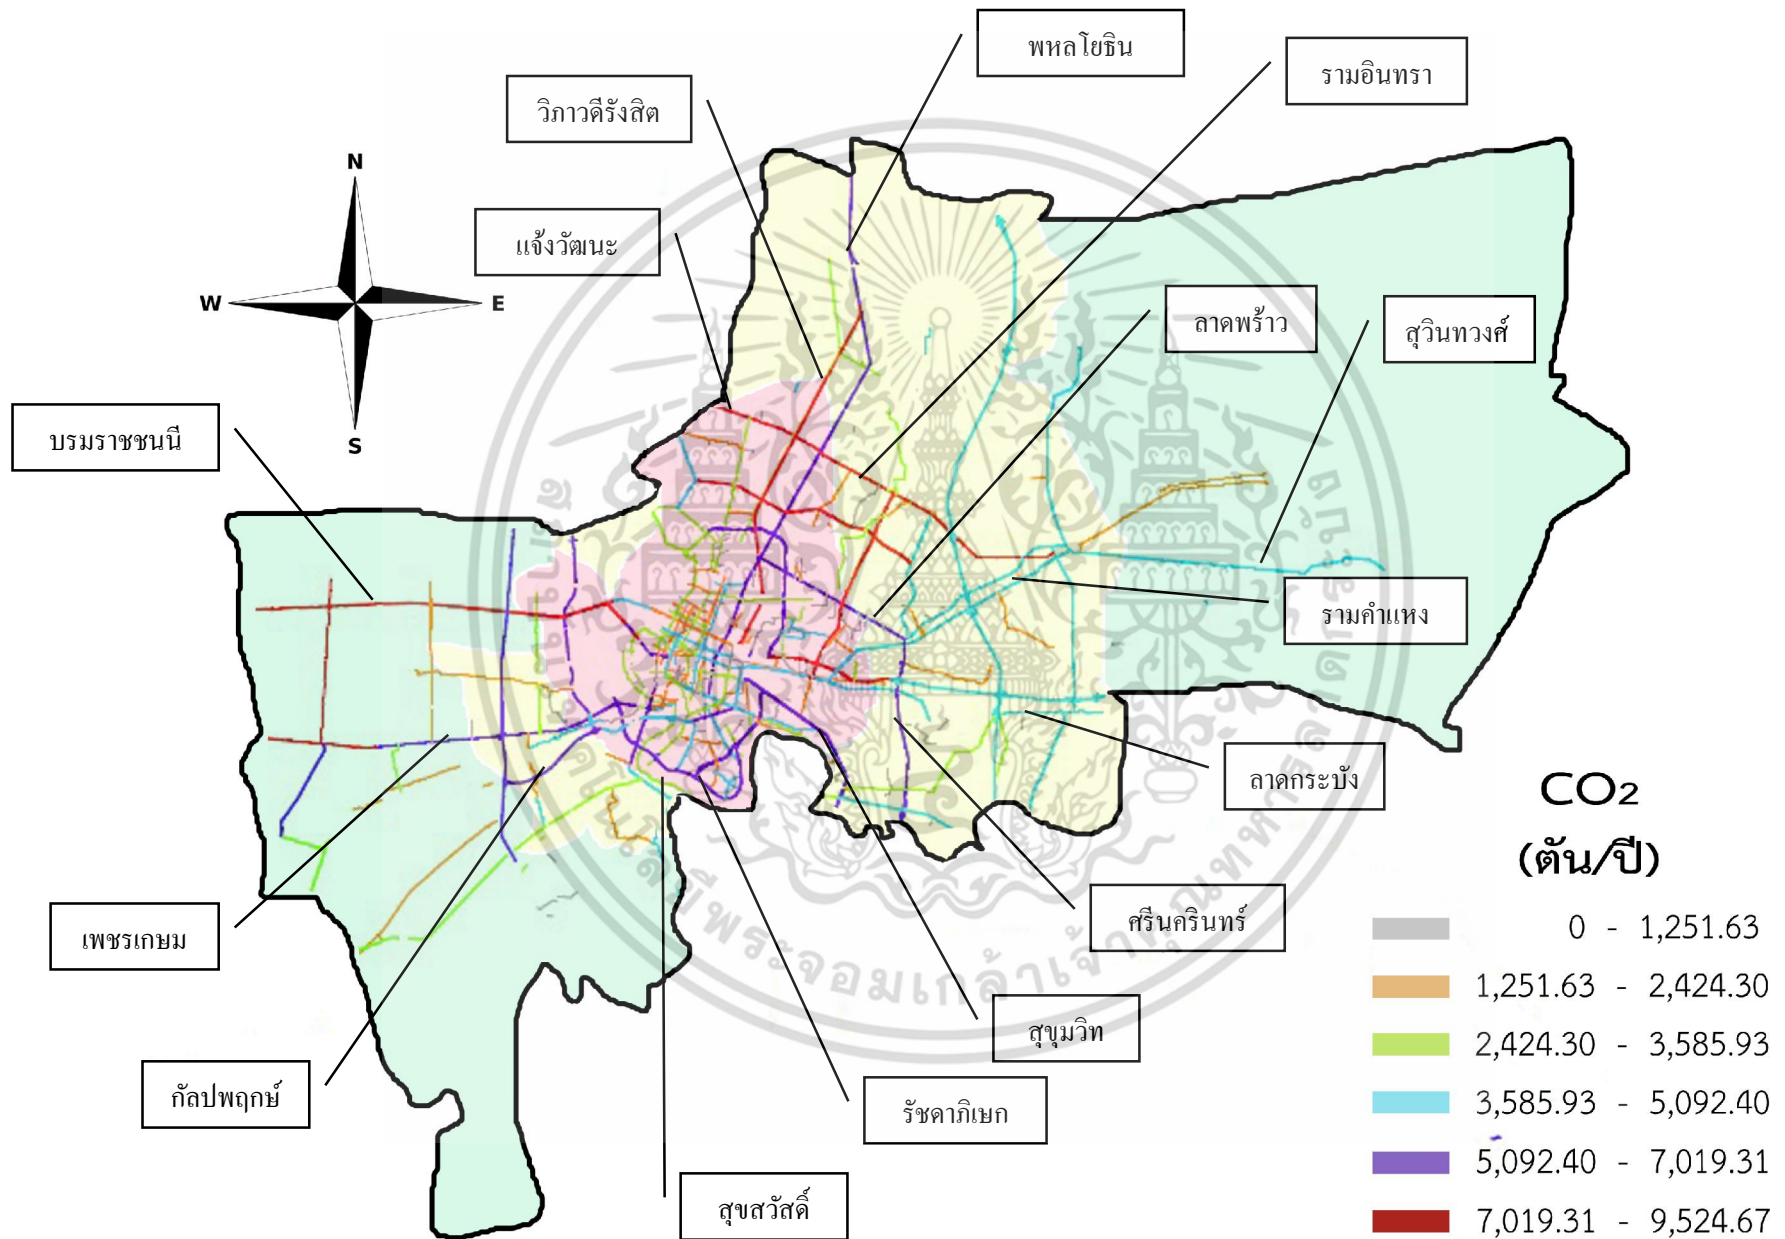 พหลโยธิน
รามอินทรา
วิภาวดีรังสิต
N
แจ้งวัฒนะ
W
E
ลาดพร้าว
สุวินทวงศ์
S
บรมราชชนนี
รามคำแหง
ลาดกระบัง
CO2
(ตัน/ปี)
ศรีนครินทร์
เพชรเกษม
0 - 1,251.63
1,251.63 - 2,424.30
สุขุมวิท
2,424.30 - 3,585.93
กัลปพฤกษ์
รัชดาภิเษก
3,585.93 - 5,092.40
5,092.40 - 7,019.31
สุขสวัสดิ์
7,019.31 - 9,524.67